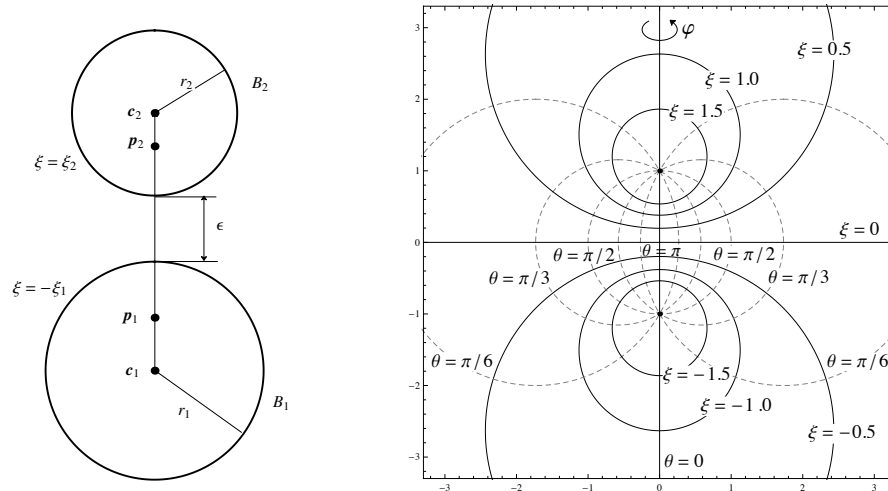 r₂
B₂
c₂
p₂
ξ = ξ₂
ϵ
ξ = −ξ₁
p₁
c₁
r₁
B₁
3
2
1
0
−1
−2
−3
−3 −2 −1 0 1 2 3
φ
ξ = 0.5
ξ = 1.0
ξ = 1.5
ξ = 0
θ = π/2 θ = π θ = π/2
θ = π/3 θ = π/3
θ = π/6 θ = π/6
ξ = −1.5
ξ = −1.0
ξ = −0.5
θ = 0